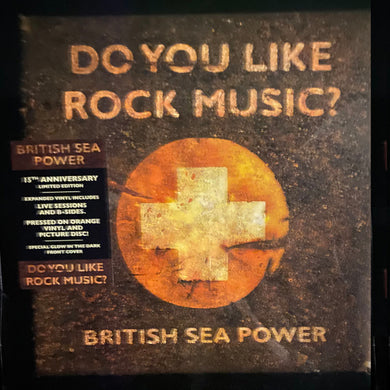 DO YOU LIKE
ROCK MUSIC?
BRITISH SEA
POWER
15TH ANNIVERSARY
LIMITED EDITION
EXPANDED VINYL INCLUDES
LIVE SESSIONS
AND B-SIDES.
PRESSED ON ORANGE
VINYL AND
PICTURE DISC!
SPECIAL GLOW IN THE DARK
FRONT COVER
DO YOU LIKE
ROCK MUSIC?
BRITISH SEA POWER